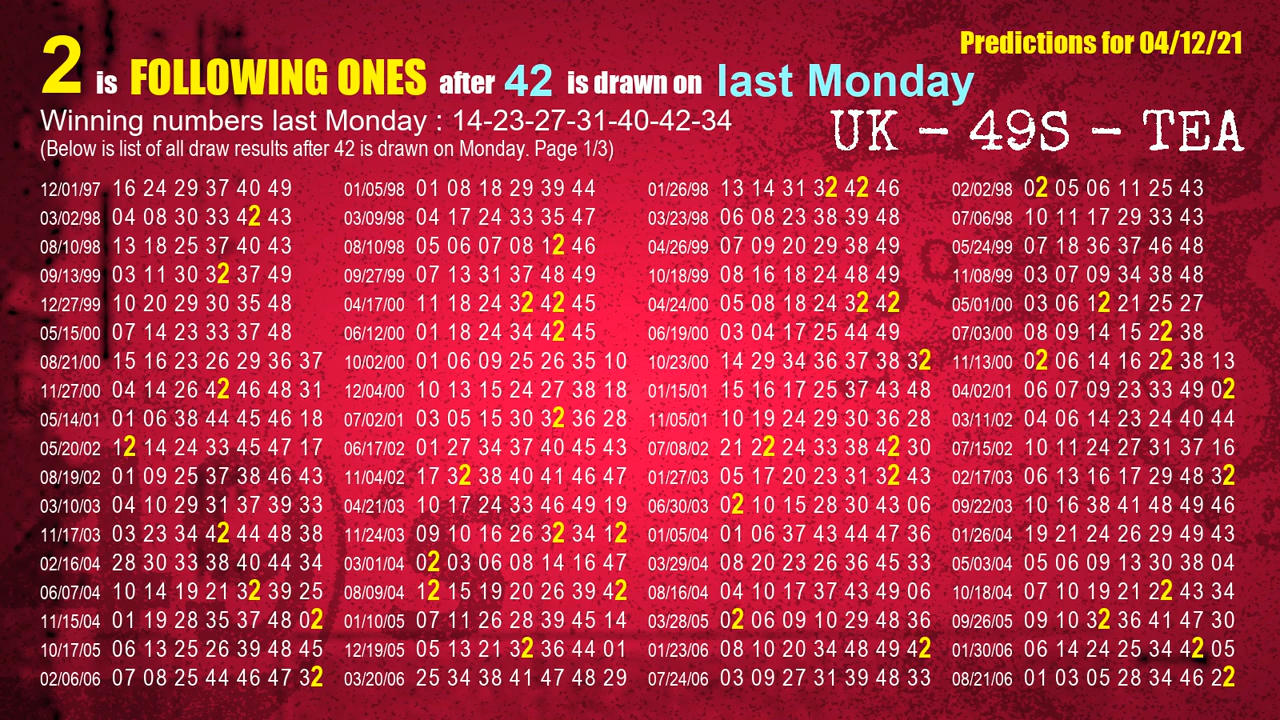 Predictions for 04/12/21
2 is FOLLOWING ONES after 42 is drawn on last Monday
Winning numbers last Monday : 14-23-27-31-40-42-34
UK - 49S - TEA
(Below is list of all draw results after 42 is drawn on Monday. Page 1/3)
12/01/97 16 24 29 37 40 49 01/05/98 01 08 18 29 39 44 01/26/98 13 14 31 32 42 46 02/02/98 02 05 06 11 25 43
03/02/98 04 08 30 33 42 43 03/09/98 04 17 24 33 35 47 03/23/98 06 08 23 38 39 48 07/06/98 10 11 17 29 33 43
08/10/98 13 18 25 37 40 43 08/10/98 05 06 07 08 12 46 04/26/99 07 09 20 29 38 49 05/24/99 07 18 36 37 46 48
09/13/99 03 11 30 32 37 49 09/27/99 07 13 31 37 48 49 10/18/99 08 16 18 24 48 49 11/08/99 03 07 09 34 38 48
12/27/99 10 20 29 30 35 48 04/17/00 11 18 24 32 42 45 04/24/00 05 08 18 24 32 42 05/01/00 03 06 12 21 25 27
05/15/00 07 14 23 33 37 48 06/12/00 01 18 24 34 42 45 06/19/00 03 04 17 25 44 49 07/03/00 08 09 14 15 22 38
08/21/00 15 16 23 26 29 36 37 10/02/00 01 06 09 25 26 35 10 10/23/00 14 29 34 36 37 38 32 11/13/00 02 06 14 16 22 38 13
11/27/00 04 14 26 42 46 48 31 12/04/00 10 13 15 24 27 38 18 01/15/01 15 16 17 25 37 43 48 04/02/01 06 07 09 23 33 49 02
05/14/01 01 06 38 44 45 46 18 07/02/01 03 05 15 30 32 36 28 11/05/01 10 19 24 29 30 36 28 03/11/02 04 06 14 23 24 40 44
05/20/02 12 14 24 33 45 47 17 06/17/02 01 27 34 37 40 45 43 07/08/02 21 22 24 33 38 42 30 07/15/02 10 11 24 27 31 37 16
08/19/02 01 09 25 37 38 46 43 11/04/02 17 32 38 40 41 46 47 01/27/03 05 17 20 23 31 32 43 02/17/03 06 13 16 17 29 48 32
03/10/03 04 10 29 31 37 39 33 04/21/03 10 17 24 33 46 49 19 06/30/03 02 10 15 28 30 43 06 09/22/03 10 16 38 41 48 49 46
11/17/03 03 23 34 42 44 48 38 11/24/03 09 10 16 26 32 34 12 01/05/04 01 06 37 43 44 47 36 01/26/04 19 21 24 26 29 49 43
02/16/04 28 30 33 38 40 44 34 03/01/04 02 03 06 08 14 16 47 03/29/04 08 20 23 26 36 45 33 05/03/04 05 06 09 13 30 38 04
06/07/04 10 14 19 21 32 39 25 08/09/04 12 15 19 20 26 39 42 08/16/04 04 10 17 37 43 49 06 10/18/04 07 10 19 21 22 43 34
11/15/04 01 19 28 35 37 48 02 01/10/05 07 11 26 28 39 45 14 03/28/05 02 06 09 10 29 48 36 09/26/05 09 10 32 36 41 47 30
10/17/05 06 13 25 26 39 48 45 12/19/05 05 13 21 32 36 44 01 01/23/06 08 10 20 34 48 49 42 01/30/06 06 14 24 25 34 42 05
02/06/06 07 08 25 44 46 47 32 03/20/06 25 34 38 41 47 48 29 07/24/06 03 09 27 31 39 48 33 08/21/06 01 03 05 28 34 46 22